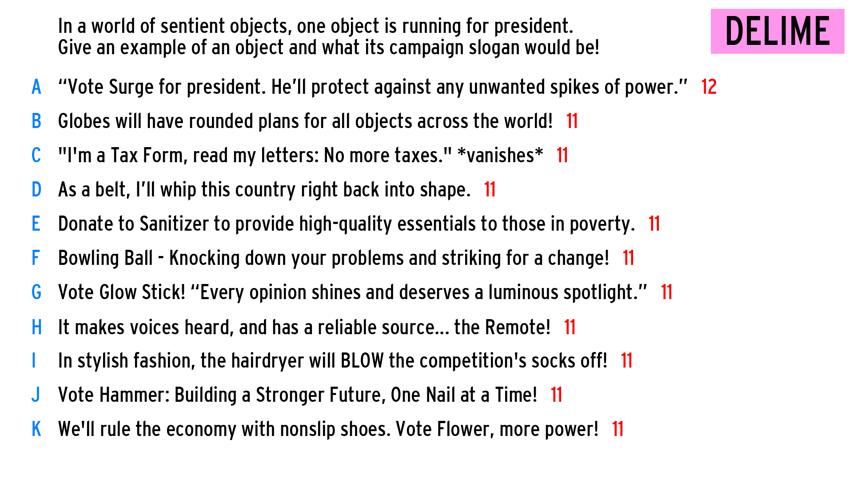 In a world of sentient objects, one object is running for president.
Give an example of an object and what its campaign slogan would be!
DELIME
A “Vote Surge for president. He’ll protect against any unwanted spikes of power.” 12
B Globes will have rounded plans for all objects across the world! 11
C "I'm a Tax Form, read my letters: No more taxes." *vanishes* 11
D As a belt, I’ll whip this country right back into shape. 11
E Donate to Sanitizer to provide high-quality essentials to those in poverty. 11
F Bowling Ball - Knocking down your problems and striking for a change! 11
G Vote Glow Stick! “Every opinion shines and deserves a luminous spotlight.” 11
H It makes voices heard, and has a reliable source... the Remote! 11
I In stylish fashion, the hairdryer will BLOW the competition's socks off! 11
J Vote Hammer: Building a Stronger Future, One Nail at a Time! 11
K We'll rule the economy with nonslip shoes. Vote Flower, more power! 11